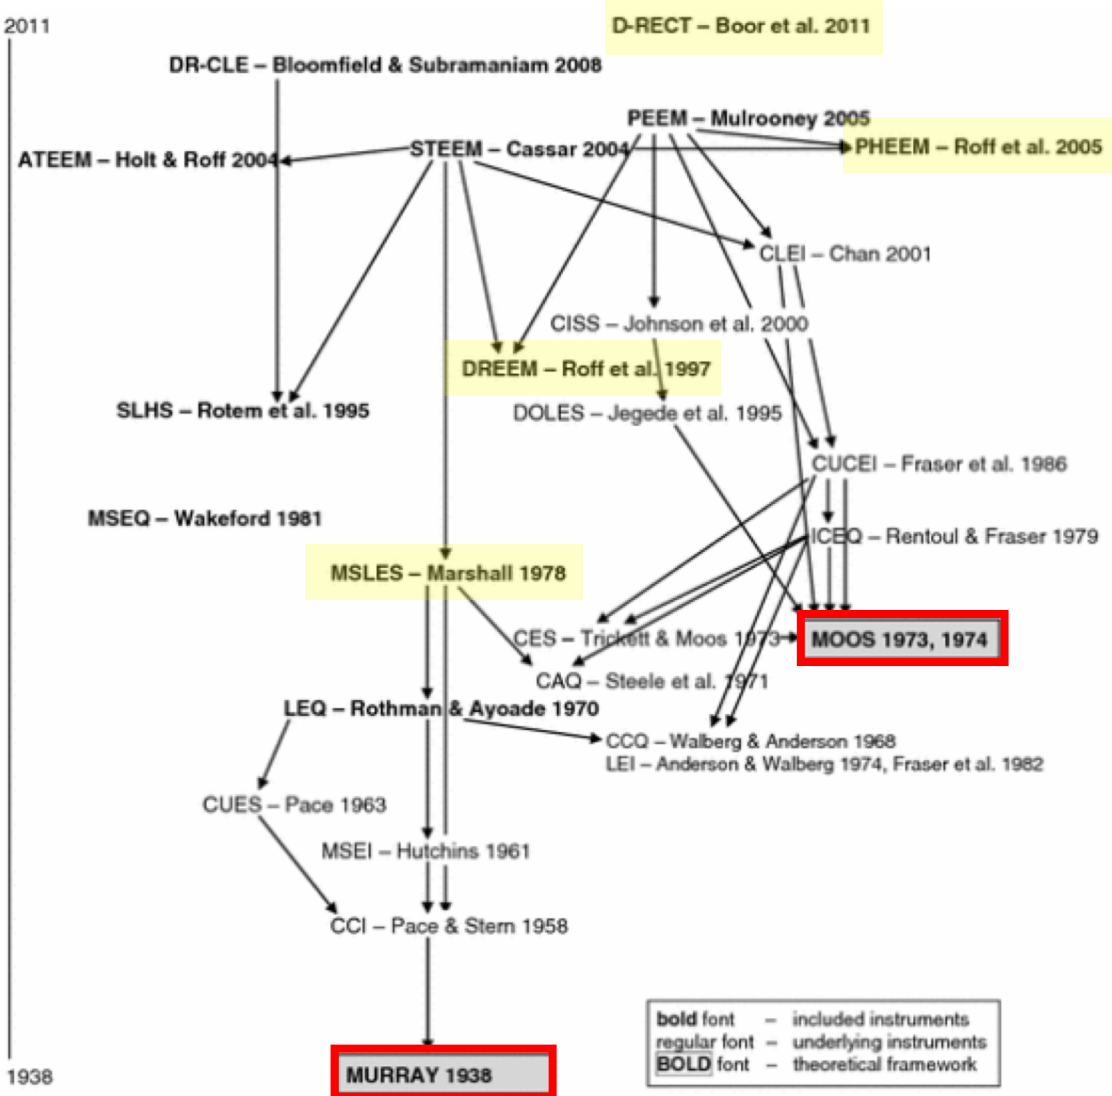 2011
D-RECT – Boor et al. 2011
DR-CLE – Bloomfield & Subramaniam 2008
PEEM – Mulrooney 2005
STEEM – Cassar 2004
PHEEM – Roff et al. 2005
ATEEM – Holt & Roff 2004
CLEI – Chan 2001
CISS – Johnson et al. 2000
DREEM – Roff et al. 1997
SLHS – Rotem et al. 1995
DOLES – Jegede et al. 1995
CUCEI – Fraser et al. 1986
MSEQ – Wakeford 1981
ICEQ – Rentoul & Fraser 1979
MSLES – Marshall 1978
CES – Trickett & Moos 1973
MOOS 1973, 1974
CAQ – Steele et al. 1971
LEQ – Rothman & Ayoade 1970
CCQ – Walberg & Anderson 1968
LEI – Anderson & Walberg 1974, Fraser et al. 1982
CUES – Pace 1963
MSEI – Hutchins 1961
CCI – Pace & Stern 1958
bold font – included instruments
regular font – underlying instruments
BOLD font – theoretical framework
MURRAY 1938
1938